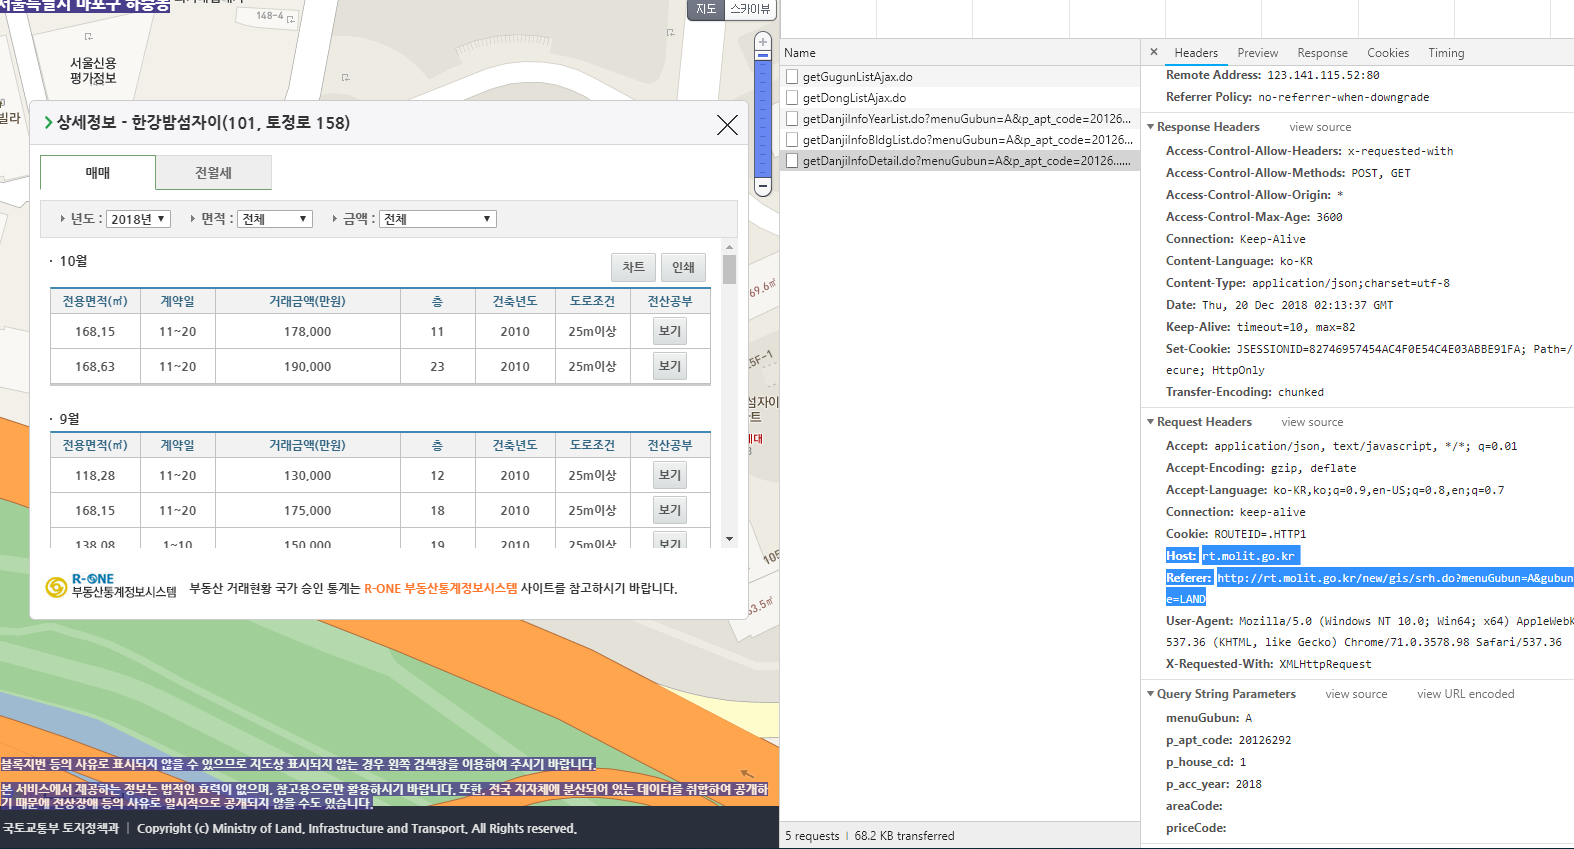 서울특별시 마포구 하중동
148-4
지도 스카이뷰
서울신용
평가정보
빌라
상세정보 - 한강밤섬자이(101, 토정로 158)
매매 전월세
년도 : 2018년 면적 : 전체 금액 : 전체
· 10월 차트 인쇄
전용면적(㎡) 계약일 거래금액(만원) 층 건축년도 도로조건 전산공부
168.15 11~20 178,000 11 2010 25m이상 보기
168.63 11~20 190,000 23 2010 25m이상 보기
· 9월
전용면적(㎡) 계약일 거래금액(만원) 층 건축년도 도로조건 전산공부
118.28 11~20 130,000 12 2010 25m이상 보기
168.15 11~20 175,000 18 2010 25m이상 보기
138.08 1~10 150,000 19 2010 25m이상 보기
R-ONE
부동산통계정보시스템
부동산 거래현황 국가 승인 통계는 R-ONE 부동산통계정보시스템 사이트를 참고하시기 바랍니다.
69.6㎡
5F-1
섬자이
트
105
53.5㎡
블록지번 등의 사유로 표시되지 않을 수 있으므로 지도상 표시되지 않는 경우 왼쪽 검색창을 이용하여 주시기 바랍니다.
본 서비스에서 제공하는 정보는 법적인 효력이 없으며, 참고용으로만 활용하시기 바랍니다. 또한, 전국 지자체에 분산되어 있는 데이터를 취합하여 공개하
기 때문에 전상장애 등의 사유로 일시적으로 공개되지 않을 수도 있습니다.
국토교통부 토지정책과 | Copyright (c) Ministry of Land, Infrastructure and Transport. All Rights reserved.
Name
getGugunListAjax.do
getDongListAjax.do
getDanjiInfoYearList.do?menuGubun=A&p_apt_code=20126...
getDanjiInfoBldgList.do?menuGubun=A&p_apt_code=20126...
getDanjiInfoDetail.do?menuGubun=A&p_apt_code=20126......
5 requests | 68.2 KB transferred
× Headers Preview Response Cookies Timing
Remote Address: 123.141.115.52:80
Referrer Policy: no-referrer-when-downgrade
Response Headers view source
Access-Control-Allow-Headers: x-requested-with
Access-Control-Allow-Methods: POST, GET
Access-Control-Allow-Origin: *
Access-Control-Max-Age: 3600
Connection: Keep-Alive
Content-Language: ko-KR
Content-Type: application/json;charset=utf-8
Date: Thu, 20 Dec 2018 02:13:37 GMT
Keep-Alive: timeout=10, max=82
Set-Cookie: JSESSIONID=82746957454AC4F0E54C4E03ABBE91FA; Path=/
ecure; HttpOnly
Transfer-Encoding: chunked
Request Headers view source
Accept: application/json, text/javascript, */*; q=0.01
Accept-Encoding: gzip, deflate
Accept-Language: ko-KR,ko;q=0.9,en-US;q=0.8,en;q=0.7
Connection: keep-alive
Cookie: ROUTEID=.HTTP1
Host: rt.molit.go.kr
Referer: http://rt.molit.go.kr/new/gis/srh.do?menuGubun=A&gubun
e=LAND
User-Agent: Mozilla/5.0 (Windows NT 10.0; Win64; x64) AppleWebK
537.36 (KHTML, like Gecko) Chrome/71.0.3578.98 Safari/537.36
X-Requested-With: XMLHttpRequest
Query String Parameters view source view URL encoded
menuGubun: A
p_apt_code: 20126292
p_house_cd: 1
p_acc_year: 2018
areaCode:
priceCode: